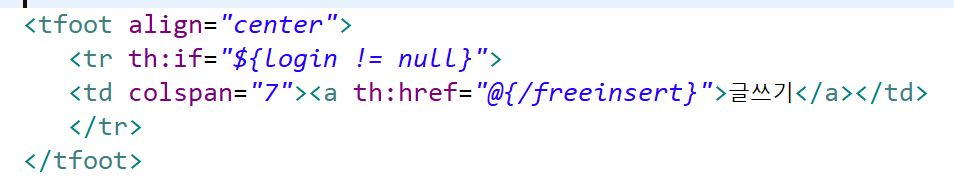 <tfoot align="center">
<tr th:if="${login != null}">
<td colspan="7"><a th:href="@{/freeinsert}">글쓰기</a></td>
</tr>
</tfoot>